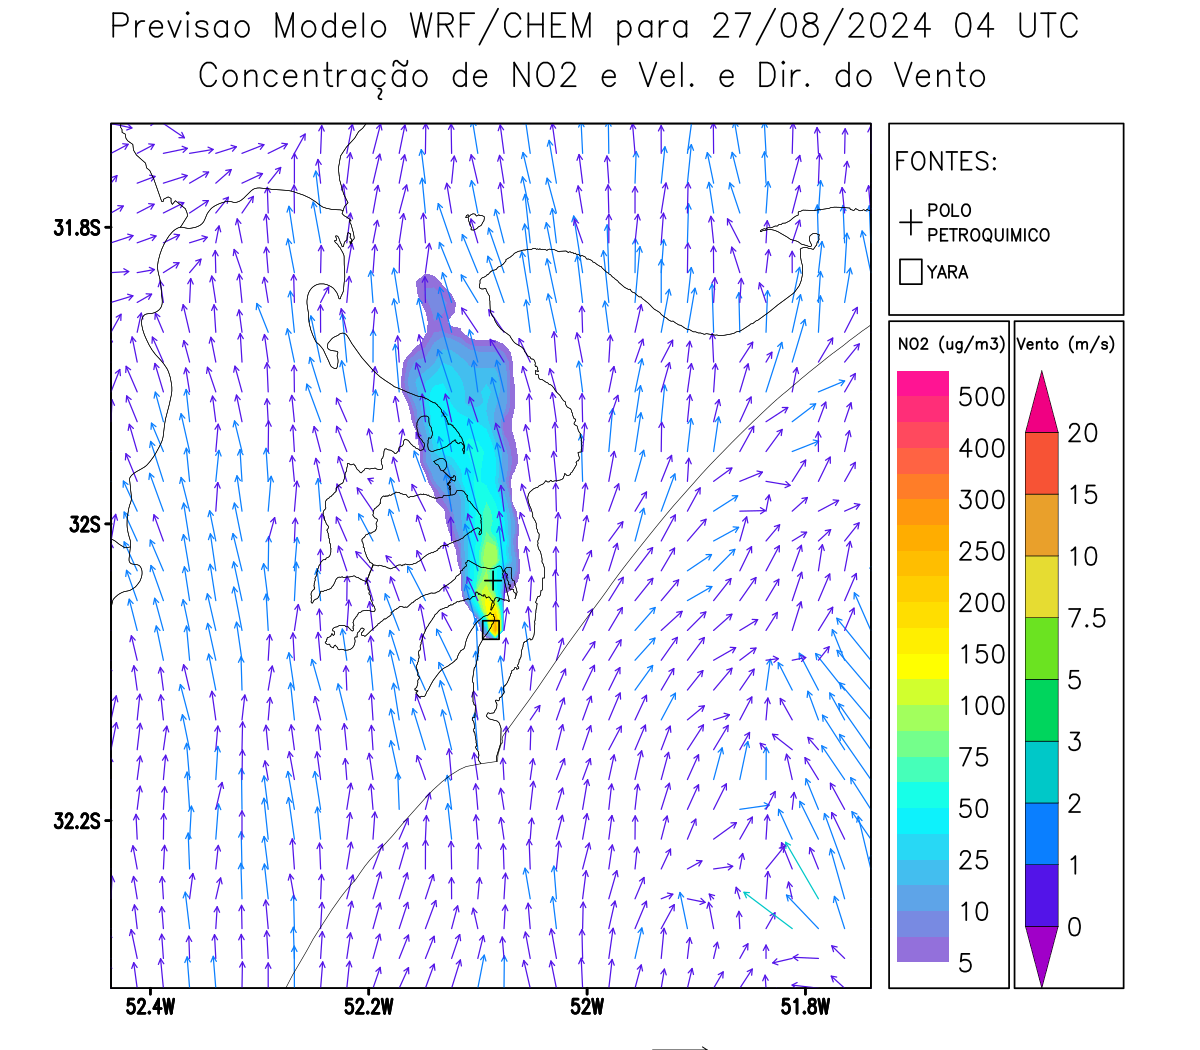 Previsao Modelo WRF/CHEM para 27/08/2024 04 UTC
Concentração de NO2 e Vel. e Dir. do Vento
FONTES:
POLO
PETROQUIMICO
YARA
NO2 (ug/m3)
500
400
300
250
200
150
100
75
50
25
10
5
Vento (m/s)
20
15
10
7.5
5
3
2
1
0
31.8S
32S
32.2S
52.4W
52.2W
52W
51.8W